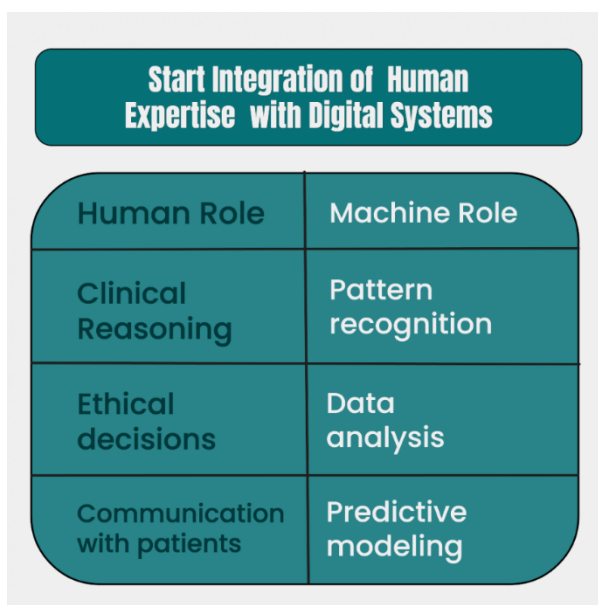 Start Integration of Human
Expertise with Digital Systems
Human Role
Machine Role
Clinical
Reasoning
Pattern
recognition
Ethical
decisions
Data
analysis
Communication
with patients
Predictive
modeling